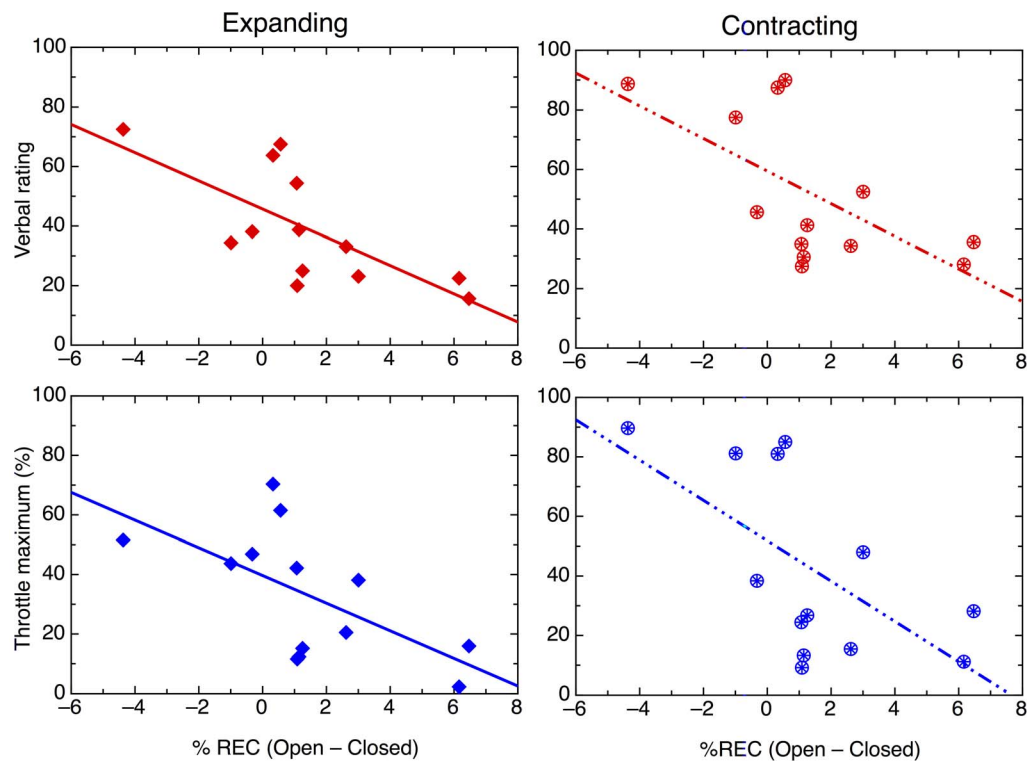 Expanding
Contracting
100
80
60
40
20
0
Verbal rating
–6 –4 –2 0 2 4 6 8
100
80
60
40
20
0
–6 –4 –2 0 2 4 6 8
100
80
60
40
20
0
Throttle maximum (%)
–6 –4 –2 0 2 4 6 8
% REC (Open – Closed)
100
80
60
40
20
0
–6 –4 –2 0 2 4 6 8
%REC (Open – Closed)